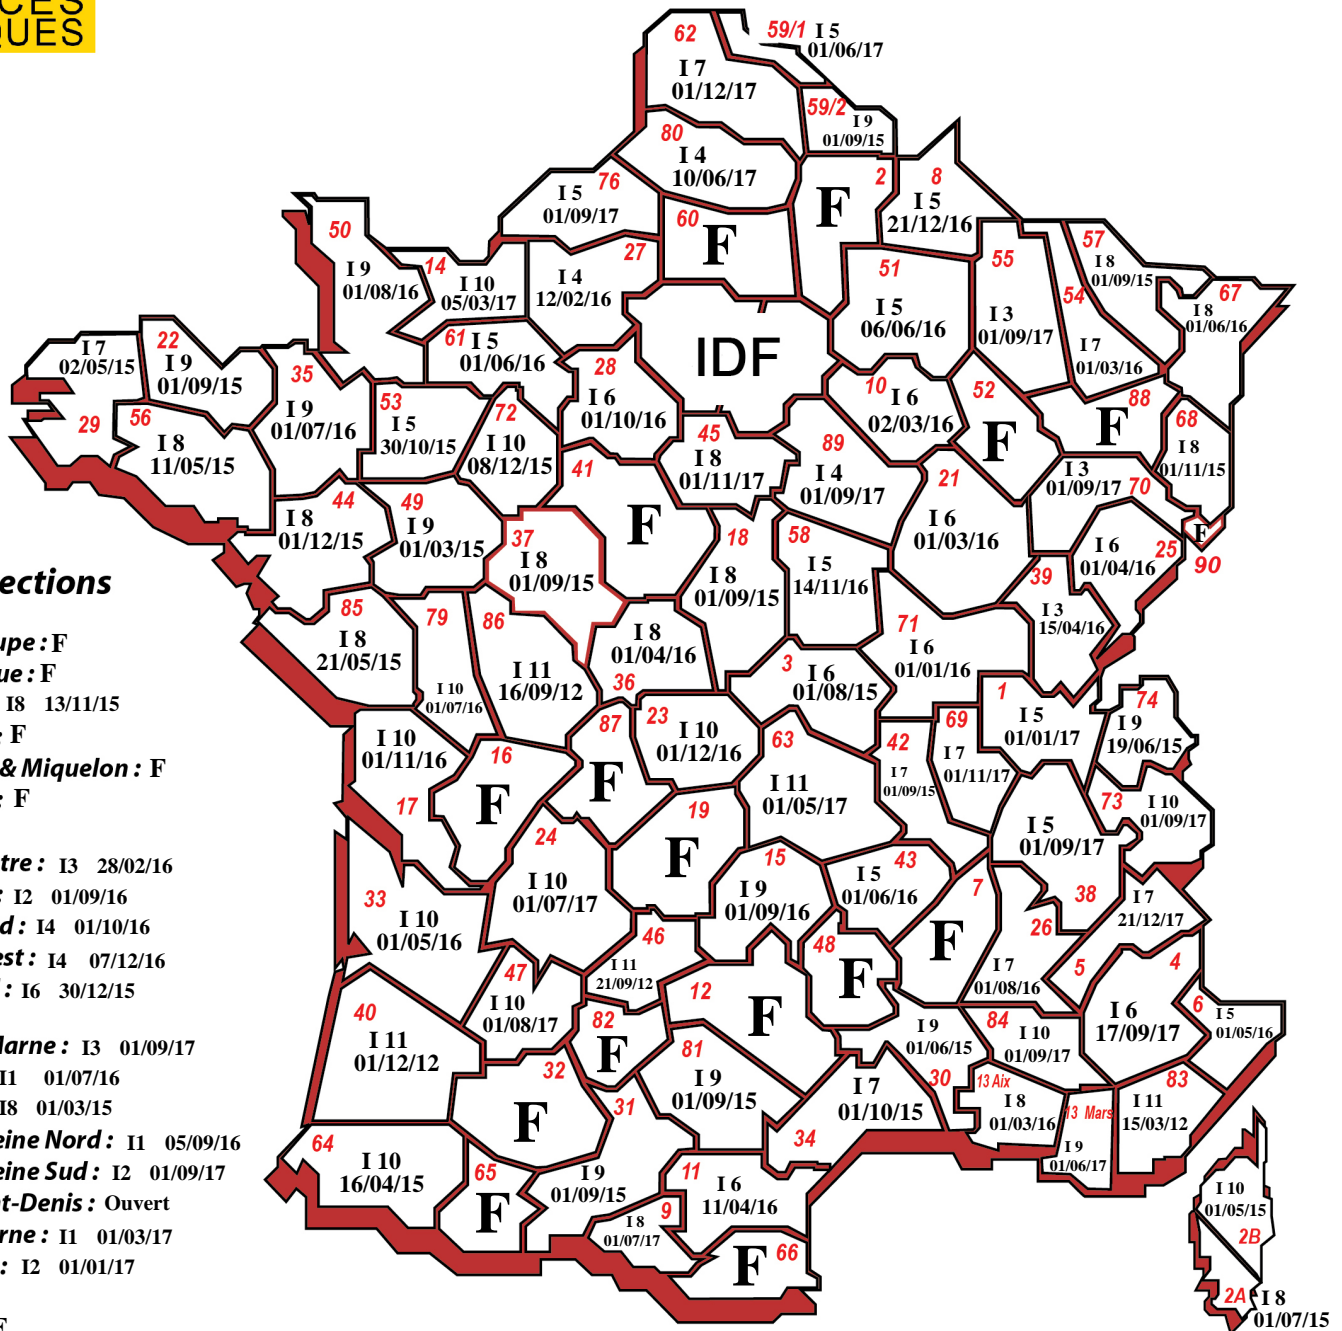 CES
QUES
62
I 7
01/12/17
59/1 I 5
01/06/17
59/2
I 9
01/09/15
80
I 4
10/06/17
76
I 5
01/09/17
60
F
2
F
8
I 5
21/12/16
50
I 9
01/08/16
14
I 10
05/03/17
27
I 4
12/02/16
51
I 5
06/06/16
55
I 3
01/09/17
54
I 7
01/03/16
57
I 8
01/09/15
67
I 8
01/06/16
I 7
02/05/15
29
22
I 9
01/09/15
35
I 9
01/07/16
56
I 8
11/05/15
61
I 5
01/06/16
53
I 5
30/10/15
72
I 10
08/12/15
28
I 6
01/10/16
IDF
10
I 6
02/03/16
52
F
88
F
68
I 8
01/11/15
45
I 8
01/11/17
89
I 4
01/09/17
41
F
21
I 6
01/03/16
I 3
01/09/17 70
44
I 8
01/12/15
49
I 9
01/03/15
37
I 8
01/09/15
18
I 8
01/09/15
58
I 5
14/11/16
39
I 3
15/04/16
I 6
01/04/16
25
F
90
85
I 8
21/05/15
79
I 10
01/07/16
86
I 11
16/09/12
I 8
01/04/16
36
3
I 6
01/08/15
71
I 6
01/01/16
I 10
01/11/16
17
16
F
87
F
23
I 10
01/12/16
63
I 11
01/05/17
42
I 7
01/09/15
69
I 7
01/11/17
1
I 5
01/01/17
74
I 9
19/06/15
73
I 10
01/09/17
33
I 10
01/05/16
24
I 10
01/07/17
19
F
15
I 9
01/09/16
43
I 5
01/06/16
I 5
01/09/17
38
7
F
26
I 7
01/08/16
I 7
21/12/17
5
40
I 11
01/12/12
47
I 10
01/08/17
46
I 11
21/09/12
12
F
48
F
4
I 6
17/09/17
6
I 5
01/05/16
82
F
81
I 9
01/09/15
I 9
01/06/15
30
84
I 10
01/09/17
32
F
31
I 9
01/09/15
34
I 7
01/10/15
13 Aix
I 8
01/03/16
13 Mars
I 9
01/06/17
83
I 11
15/03/12
64
I 10
16/04/15
65
F
9
I 8
01/07/17
11
I 6
11/04/16
66
F
I 10
01/05/15
2B
2A I 8
01/07/15
ections
upe : F
ue : F
I8 13/11/15
: F
& Miquelon : F
: F
tre : I3 28/02/16
: I2 01/09/16
d : I4 01/10/16
est : I4 07/12/16
: I6 30/12/15
Marne : I3 01/09/17
I1 01/07/16
I8 01/03/15
eine Nord : I1 05/09/16
eine Sud : I2 01/09/17
t-Denis : Ouvert
rne : I1 01/03/17
: I2 01/01/17
F